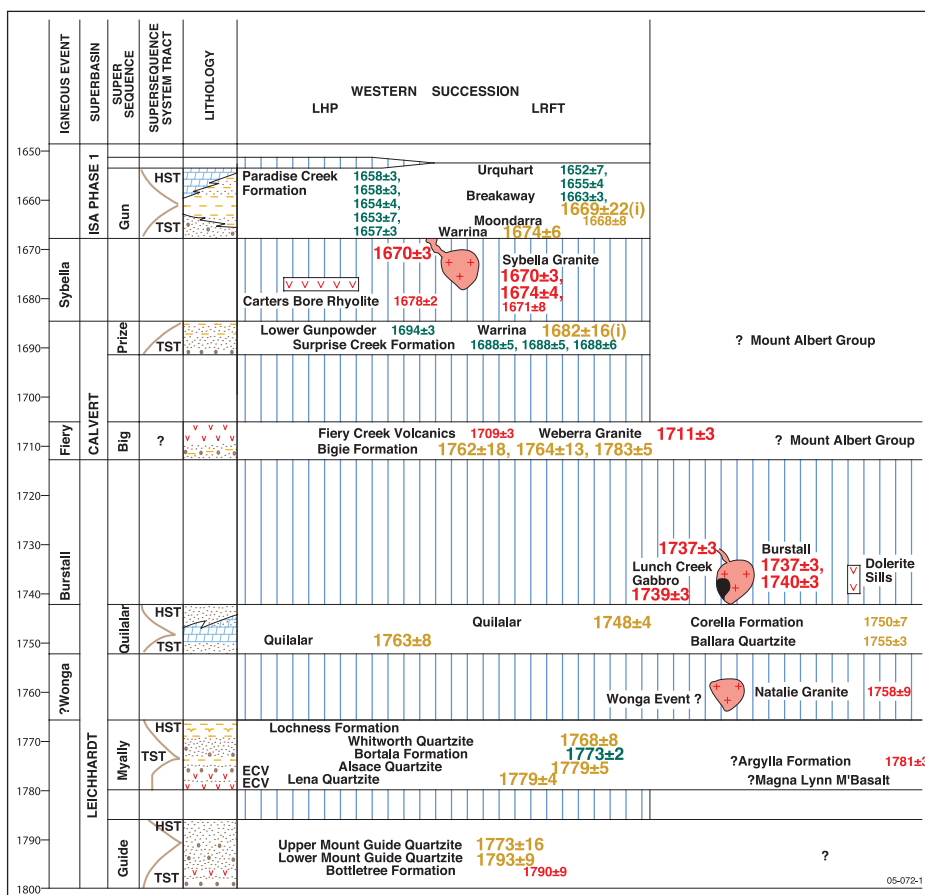 IGNEOUS EVENT
SUPERBASIN
SUPER SEQUENCE
SUPERSEQUENCE SYSTEM TRACT
LITHOLOGY
WESTERN SUCCESSION
LHP LRFT
1650
1660
1670
1680
1690
1700
1710
1720
1730
1740
1750
1760
1770
1780
1790
1800
Sybella
Fiery
Burstall
?Wonga
ISA PHASE 1
CALVERT
LEICHHARDT
Gun
Prize
Big
Quilalar
Myally
Guide
HST
TST
TST
?
HST
TST
HST
TST
ECV
ECV
HST
TST
Paradise Creek
Formation
1658±3,
1658±3,
1654±4,
1653±7,
1657±3
Urquhart 1652±7,
1655±4
Breakaway 1663±3,
1669±22(i)
Moondarra 1668±8
Warrina 1674±6
1670±3
Sybella Granite
1670±3,
1674±4,
1671±8
Carters Bore Rhyolite 1678±2
Lower Gunpowder 1694±3 Warrina 1682±16(i)
Surprise Creek Formation 1688±5, 1688±5, 1688±6
? Mount Albert Group
Fiery Creek Volcanics 1709±3 Weberra Granite 1711±3
Bigie Formation 1762±18, 1764±13, 1783±5
? Mount Albert Group
1737±3
Lunch Creek
Gabbro
1739±3
Burstall
1737±3,
1740±3
Dolerite
Sills
Quilalar 1748±4 Corella Formation 1750±7
Quilalar 1763±8 Ballara Quartzite 1755±3
Wonga Event ? Natalie Granite 1758±9
Lochness Formation
Whitworth Quartzite 1768±8
Bortala Formation 1773±2
Alsace Quartzite 1779±5
Lena Quartzite 1779±4
?Argylla Formation 1781±3
?Magna Lynn M'Basalt
Upper Mount Guide Quartzite 1773±16
Lower Mount Guide Quartzite 1793±9
Bottletree Formation 1790±9
?
05-072-1